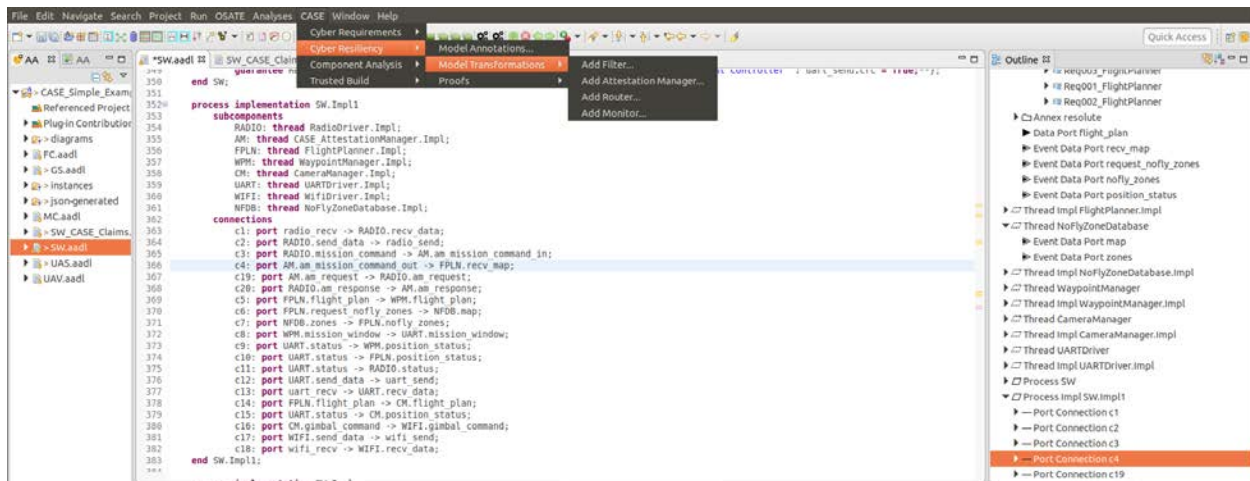 File Edit Navigate Search Project Run OSATE Analyses CASE Window Help
Quick Access
Cyber Requirements
Cyber Resiliency
Component Analysis
Trusted Build
Model Annotations...
Model Transformations
Proofs
Add Filter...
Add Attestation Manager...
Add Router...
Add Monitor...
AA AA
CASE_Simple_Exam
Referenced Project
Plug-in Contributior
> diagrams
FC.aadl
> GS.aadl
> instances
> json-generated
MC.aadl
> SW_CASE_Claims.
> SW.aadl
> UAS.aadl
UAV.aadl
*SW.aadl SW_CASE_Clain
349 guarantee
350 end SW;
351
352 process implementation SW.Impl1
353 subcomponents
354 RADIO: thread RadioDriver.Impl;
355 AM: thread CASE_AttestationManager.Impl;
356 FPLN: thread FlightPlanner.Impl;
357 WPM: thread WaypointManager.Impl;
358 CM: thread CameraManager.Impl;
359 UART: thread UARTDriver.Impl;
360 WIFI: thread WifiDriver.Impl;
361 NFDB: thread NoFlyZoneDatabase.Impl;
362 connections
363 c1: port radio_recv -> RADIO.recv_data;
364 c2: port RADIO.send_data -> radio_send;
365 c3: port RADIO.mission_command -> AM.am_mission_command_in;
366 c4: port AM.am_mission_command_out -> FPLN.recv_map;
367 c19: port AM.am_request -> RADIO.am_request;
368 c20: port RADIO.am_response -> AM.am_response;
369 c5: port FPLN.flight_plan -> WPM.flight_plan;
370 c6: port FPLN.request_nofly_zones -> NFDB.map;
371 c7: port NFDB.zones -> FPLN.nofly_zones;
372 c8: port WPM.mission_window -> UART.mission_window;
373 c9: port UART.status -> WPM.position_status;
374 c10: port UART.status -> FPLN.position_status;
375 c11: port UART.status -> RADIO.status;
376 c12: port UART.send_data -> uart_send;
377 c13: port uart_recv -> UART.recv_data;
378 c14: port FPLN.flight_plan -> CM.flight_plan;
379 c15: port UART.status -> CM.position_status;
380 c16: port CM.gimbal_command -> WIFI.gimbal_command;
381 c17: port WIFI.send_data -> wifi_send;
382 c18: port wifi_recv -> WIFI.recv_data;
383 end SW.Impl1;
Outline
Req003_FlightPlanner
Req001_FlightPlanner
Req002_FlightPlanner
Annex resolute
Data Port flight_plan
Event Data Port recv_map
Event Data Port request_nofly_zones
Event Data Port nofly_zones
Event Data Port position_status
Thread Impl FlightPlanner.Impl
Thread NoFlyZoneDatabase
Event Data Port map
Event Data Port zones
Thread Impl NoFlyZoneDatabase.Impl
Thread WaypointManager
Thread Impl WaypointManager.Impl
Thread CameraManager
Thread Impl CameraManager.Impl
Thread UARTDriver
Thread Impl UARTDriver.Impl
Process SW
Process Impl SW.Impl1
Port Connection c1
Port Connection c2
Port Connection c3
Port Connection c4
Port Connection c19